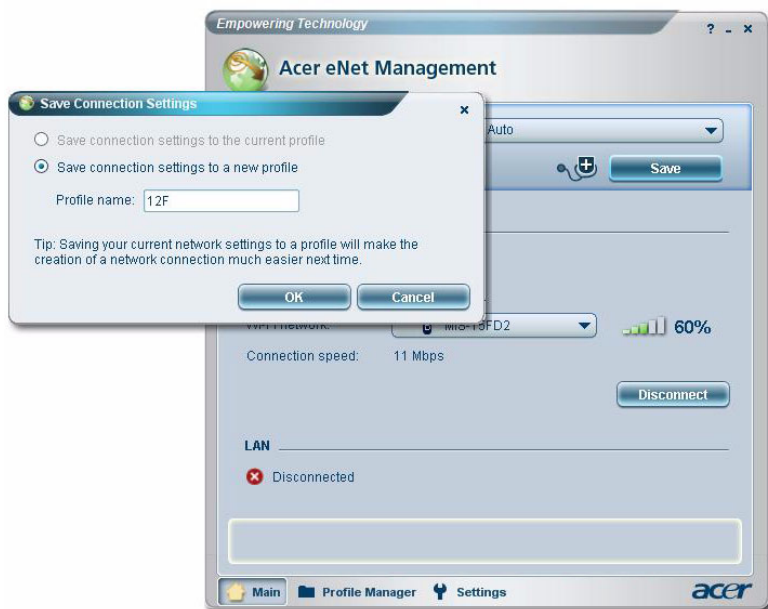 Empowering Technology
Acer eNet Management
Auto
Save
Save Connection Settings
Save connection settings to the current profile
Save connection settings to a new profile
Profile name: 12F
Tip: Saving your current network settings to a profile will make the
creation of a network connection much easier next time.
OK Cancel
network: MIS-15FD2 60%
Connection speed: 11 Mbps
Disconnect
LAN
Disconnected
Main Profile Manager Settings acer